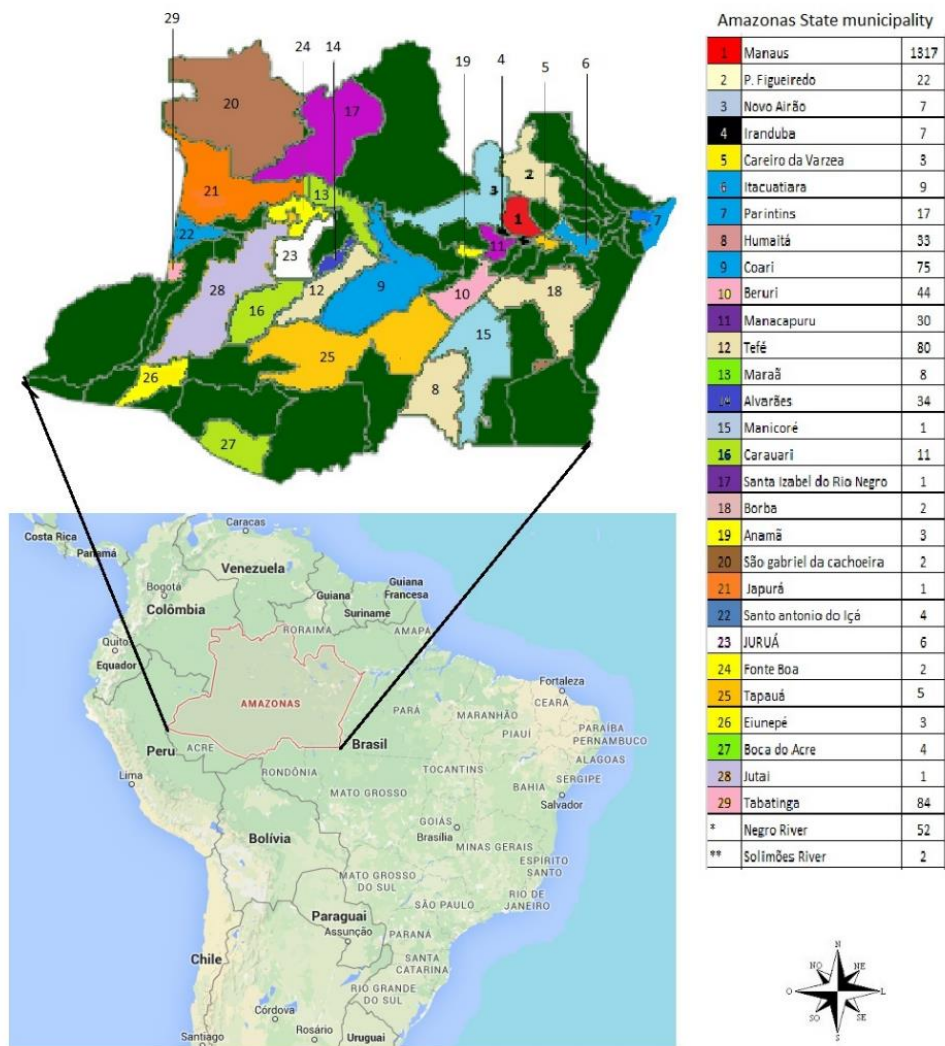 29
24
14
19
4
5
6
20
17
2
3
13
21
1
7
22
11
23
28
12
9
10
18
16
15
25
26
8
27
Amazonas State municipality
1 Manaus 1317
2 P. Figueiredo 22
3 Novo Airão 7
4 Iranduba 7
5 Careiro da Varzea 3
6 Itacuatiara 9
7 Parintins 17
8 Humaitá 33
9 Coari 75
10 Beruri 44
11 Manacapuru 30
12 Tefé 80
13 Maraã 8
14 Alvarães 34
15 Manicoré 1
16 Carauari 11
17 Santa Izabel do Rio Negro 1
18 Borba 2
19 Anamã 3
20 São gabriel da cachoeira 2
21 Japurá 1
22 Santo antonio do Içá 4
23 JURUÁ 6
24 Fonte Boa 2
25 Tapauá 5
26 Eiunepé 3
27 Boca do Acre 4
28 Jutai 1
29 Tabatinga 84
* Negro River 52
** Solimões River 2
Costa Rica
Panamá
Caracas
Venezuela
Bogotá
Colômbia
Guiana
Guiana
Francesa
Suriname
RORAIMA
AMAPÁ
Quito
Equador
AMAZONAS
Fortaleza
CEARÁ
PARÁ
MARANHÃO
PIAUÍ
PARAÍBA
PERNAMBUCO
ALAGOAS
SERGIPE
Peru
ACRE
Brasil
RONDÔNIA
TOCANTINS
BAHIA
Lima
MATO GROSSO
Salvador
GOIÁS
Brasília
Bolívia
MINAS GERAIS
MATO GROSSO
DO SUL
ESPÍRITO
SANTO
SÃO PAULO
RIO DE
JANEIRO
Paraguai
Assunção
PARANÁ
SANTA
CATARINA
Chile
RIO GRANDE
DO SUL
Córdova
Rosário
Uruguai
Santiago
N
NO
NE
O
L
SO
SE
S